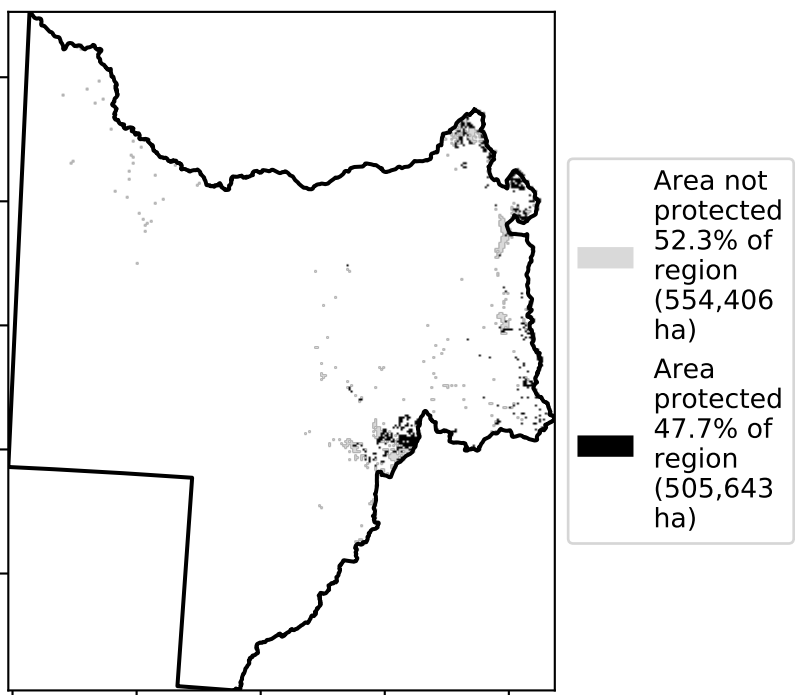 Area not
protected
52.3% of
region
(554,406
ha)
Area
protected
47.7% of
region
(505,643
ha)